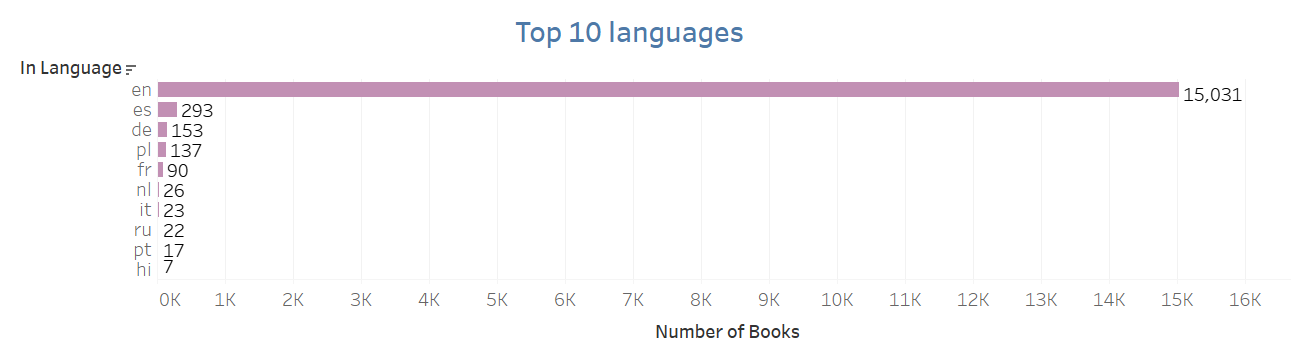 Top 10 languages
In Language
en 15,031
es 293
de 153
pl 137
fr 90
nl 26
it 23
ru 22
pt 17
hi 7
0K 1K 2K 3K 4K 5K 6K 7K 8K 9K 10K 11K 12K 13K 14K 15K 16K
Number of Books